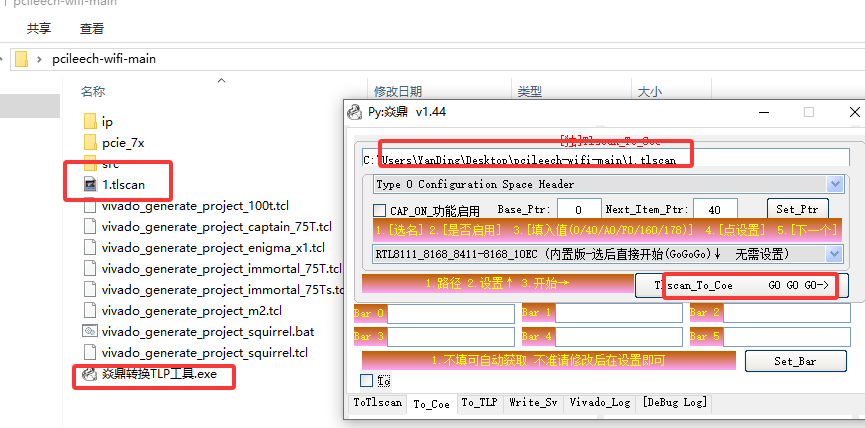 pcileech-wifi-main
共享 查看
pcileech-wifi-main
名称 修改日期 类型 大小
ip
pcie_7x
src
1.tlscan
vivado_generate_project_100t.tcl
vivado_generate_project_captain_75T.tcl
vivado_generate_project_enigma_x1.tcl
vivado_generate_project_immortal_75T.tcl
vivado_generate_project_immortal_75Ts.tcl
vivado_generate_project_m2.tcl
vivado_generate_project_squirrel.bat
vivado_generate_project_squirrel.tcl
焱鼎转换TLP工具.exe
Py:焱鼎 v1.44
Tlscan_To_Coe
C:\Users\YanDing\Desktop\pcileech-wifi-main\1.tlscan
Type 0 Configuration Space Header
CAP_ON_功能启用 Base_Ptr: 0 Next_Item_Ptr: 40 Set_Ptr
1.[选名] 2.[是否启用] 3.[填入值(0/40/A0/F0/160/178)] 4.[点设置] 5.[下一个]
RTL8111_8168_8411-8168_10EC (内置版-选后直接开始(GoGoGo)↓ 无需设置)
1.路径 2.设置↑ 3.开始→ Tlscan_To_Coe GO GO GO->
Bar 0 Bar 1 Bar 2
Bar 3 Bar 4 Bar 5
1.不填可自动获取 不准请修改后在设置即可 Set_Bar
To
ToTlscan To_Coe To_TLP Write_Sv Vivado_Log [DeBug Log]